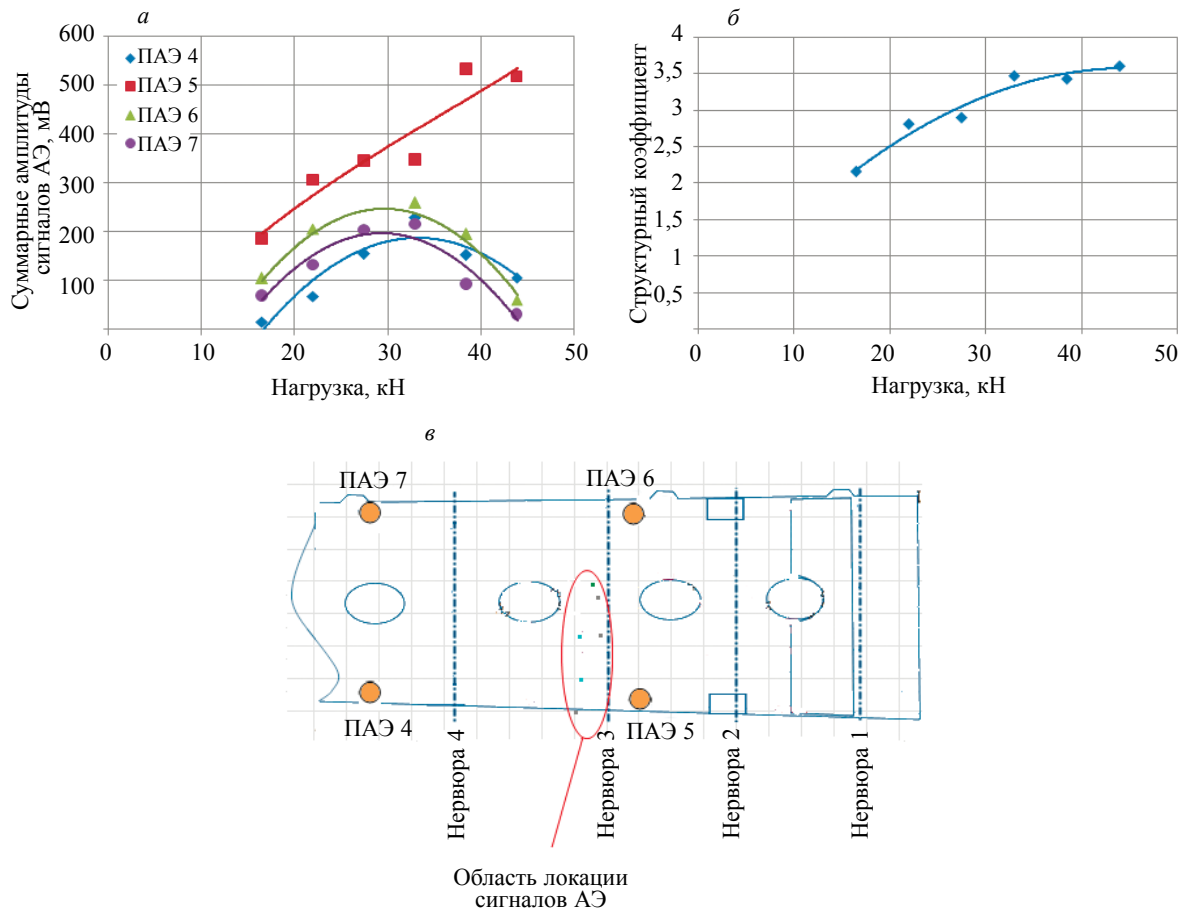 а
Суммарные амплитуды
сигналов АЭ, мВ
600
500
400
300
200
100
ПАЭ 4
ПАЭ 5
ПАЭ 6
ПАЭ 7
0 10 20 30 40 50
Нагрузка, кН
б
Структурный коэффициент
4
3,5
3
2,5
2
1,5
1
0,5
0 10 20 30 40 50
Нагрузка, кН
в
ПАЭ 7
ПАЭ 6
ПАЭ 4
ПАЭ 5
Нервюра 4
Нервюра 3
Нервюра 2
Нервюра 1
Область локации
сигналов АЭ